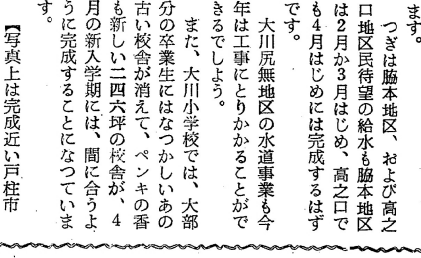 ます。
　つぎは脇本地区、および高之
口地区民待望の給水も脇本地区
は2月か3月はじめ、高之口で
も4月はじめには完成するはず
です。
　大川尻無地区の水道事業も今
年は工事にとりかかることがで
きるでしよう。
　また、大川小学校では、大部
分の卒業生にはなつかしいあの
古い校舎が消えて、ペンキの香
も新しい二四六坪の校舎が、4
月の新入学期には、間に合うよ
うに完成することになつていま
す。
【写真上は完成近い戸柱市